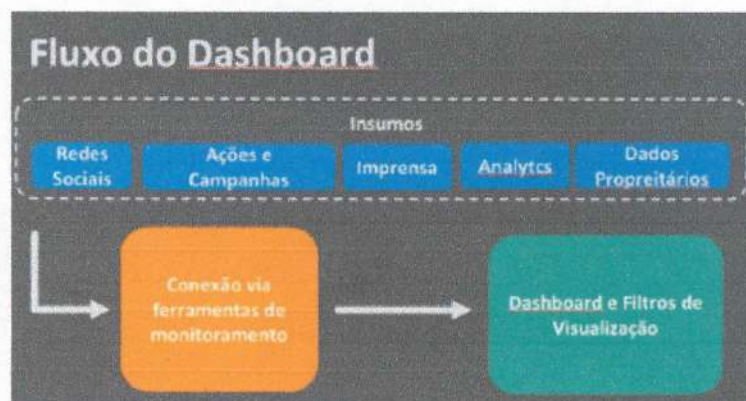 Fluxo do Dashboard
Insumos
Redes
Sociais
Ações e
Campanhas
Imprensa
Analytcs
Dados
Propreitários
Conexão via
ferramentas de
monitoramento
Dashboard e Filtros de
Visualização